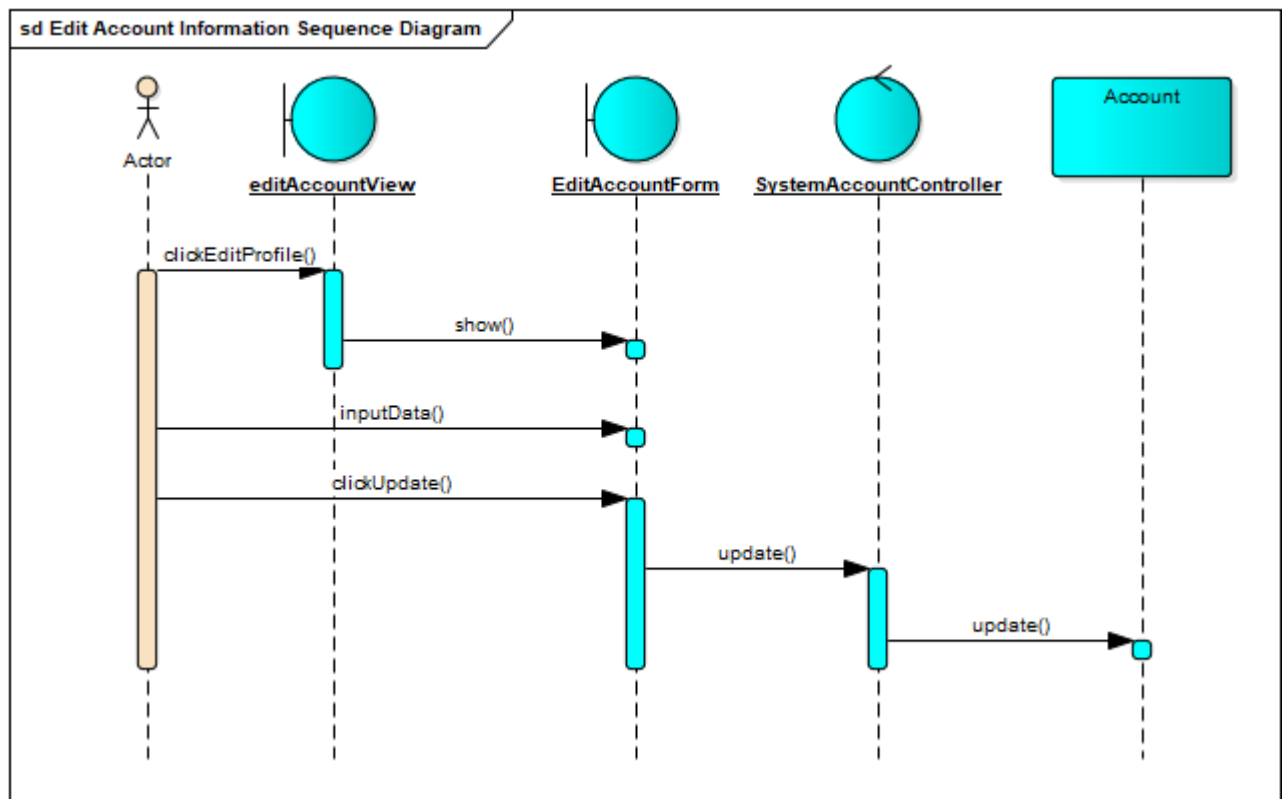 sd Edit Account Information Sequence Diagram
Account
Actor
editAccountView
EditAccountForm
SystemAccountController
clickEditProfile()
show()
inputData()
clickUpdate()
update()
update()